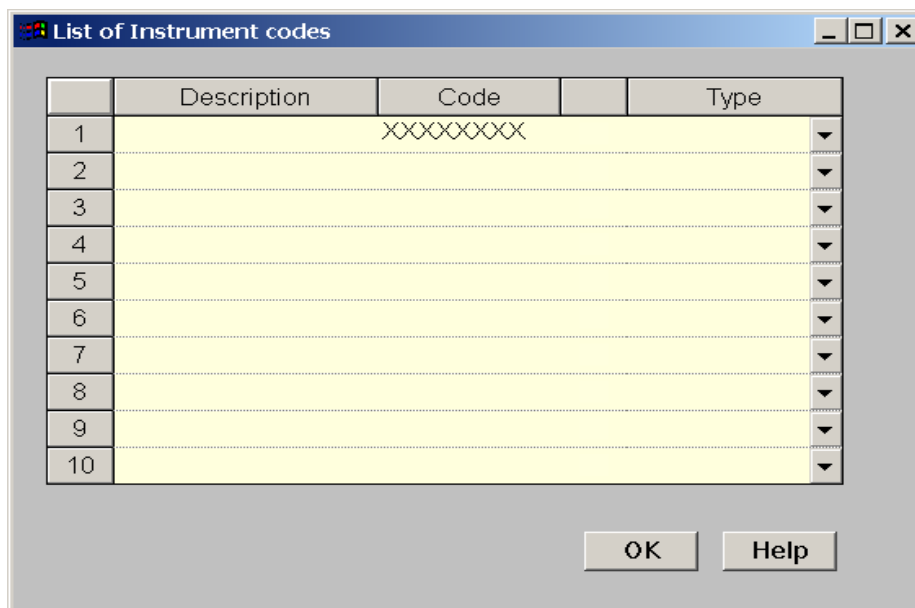 List of Instrument codes
Description Code Type
1 XXXXXXXX
2
3
4
5
6
7
8
9
10
OK Help